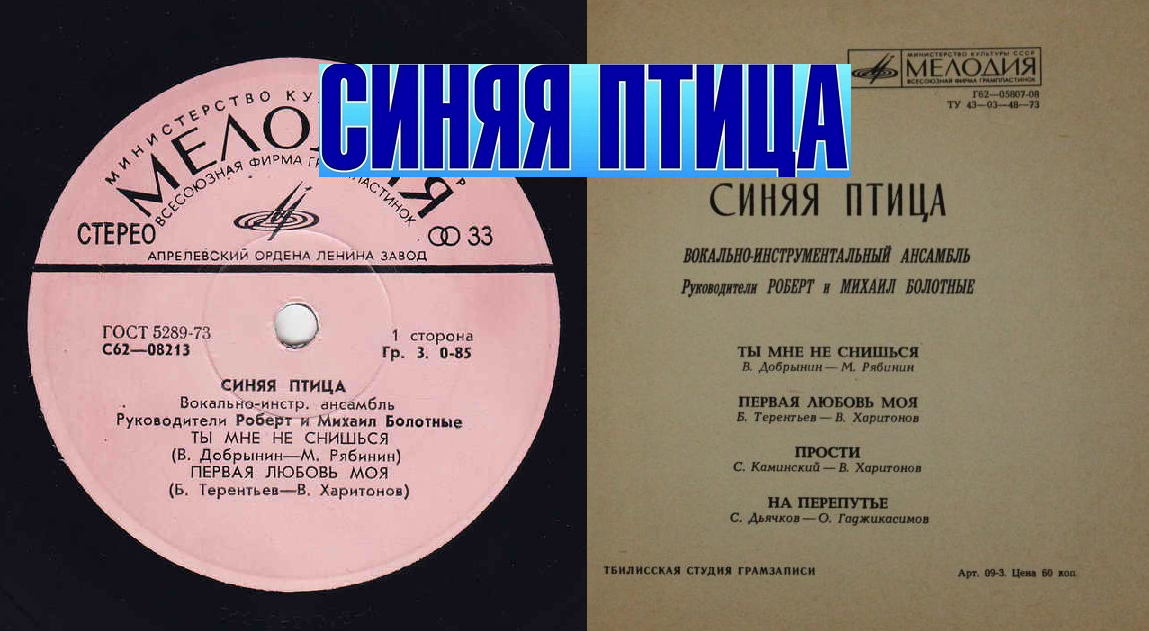 СИНЯЯ ПТИЦА
МИНИСТЕРСТВО КУ
МЕЛО Я
ВСЕСОЮЗНАЯ ФИРМА ГР ПЛАСТИНОК
СТЕРЕО
33
АПРЕЛЕВСКИЙ ОРДЕНА ЛЕНИНА ЗАВОД
ГОСТ 5289-73
С62—08213
1 сторона
Гр. 3. 0-85
СИНЯЯ ПТИЦА
Вокально-инстр. ансамбль
Руководители Роберт и Михаил Болотные
ТЫ МНЕ НЕ СНИШЬСЯ
(В. Добрынин—М. Рябинин)
ПЕРВАЯ ЛЮБОВЬ МОЯ
(Б. Терентьев—В. Харитонов)
МИНИСТЕРСТВО КУЛЬТУРЫ СССР
МЕЛОДИЯ
ВСЕСОЮЗНАЯ ФИРМА ГРАМПЛАСТИНОК
Г62—05807-08
ТУ 43—03—48—73
СИНЯЯ ПТИЦА
ВОКАЛЬНО-ИНСТРУМЕНТАЛЬНЫЙ АНСАМБЛЬ
Руководители РОБЕРТ и МИХАИЛ БОЛОТНЫЕ
ТЫ МНЕ НЕ СНИШЬСЯ
В. Добрынин — М. Рябинин
ПЕРВАЯ ЛЮБОВЬ МОЯ
Б. Терентьев — В. Харитонов
ПРОСТИ
С. Каминский — В. Харитонов
НА ПЕРЕПУТЬЕ
С. Дьячков — О. Гаджикасимов
ТБИЛИССКАЯ СТУДИЯ ГРАМЗАПИСИ
Арт. 09-3. Цена 60 коп.